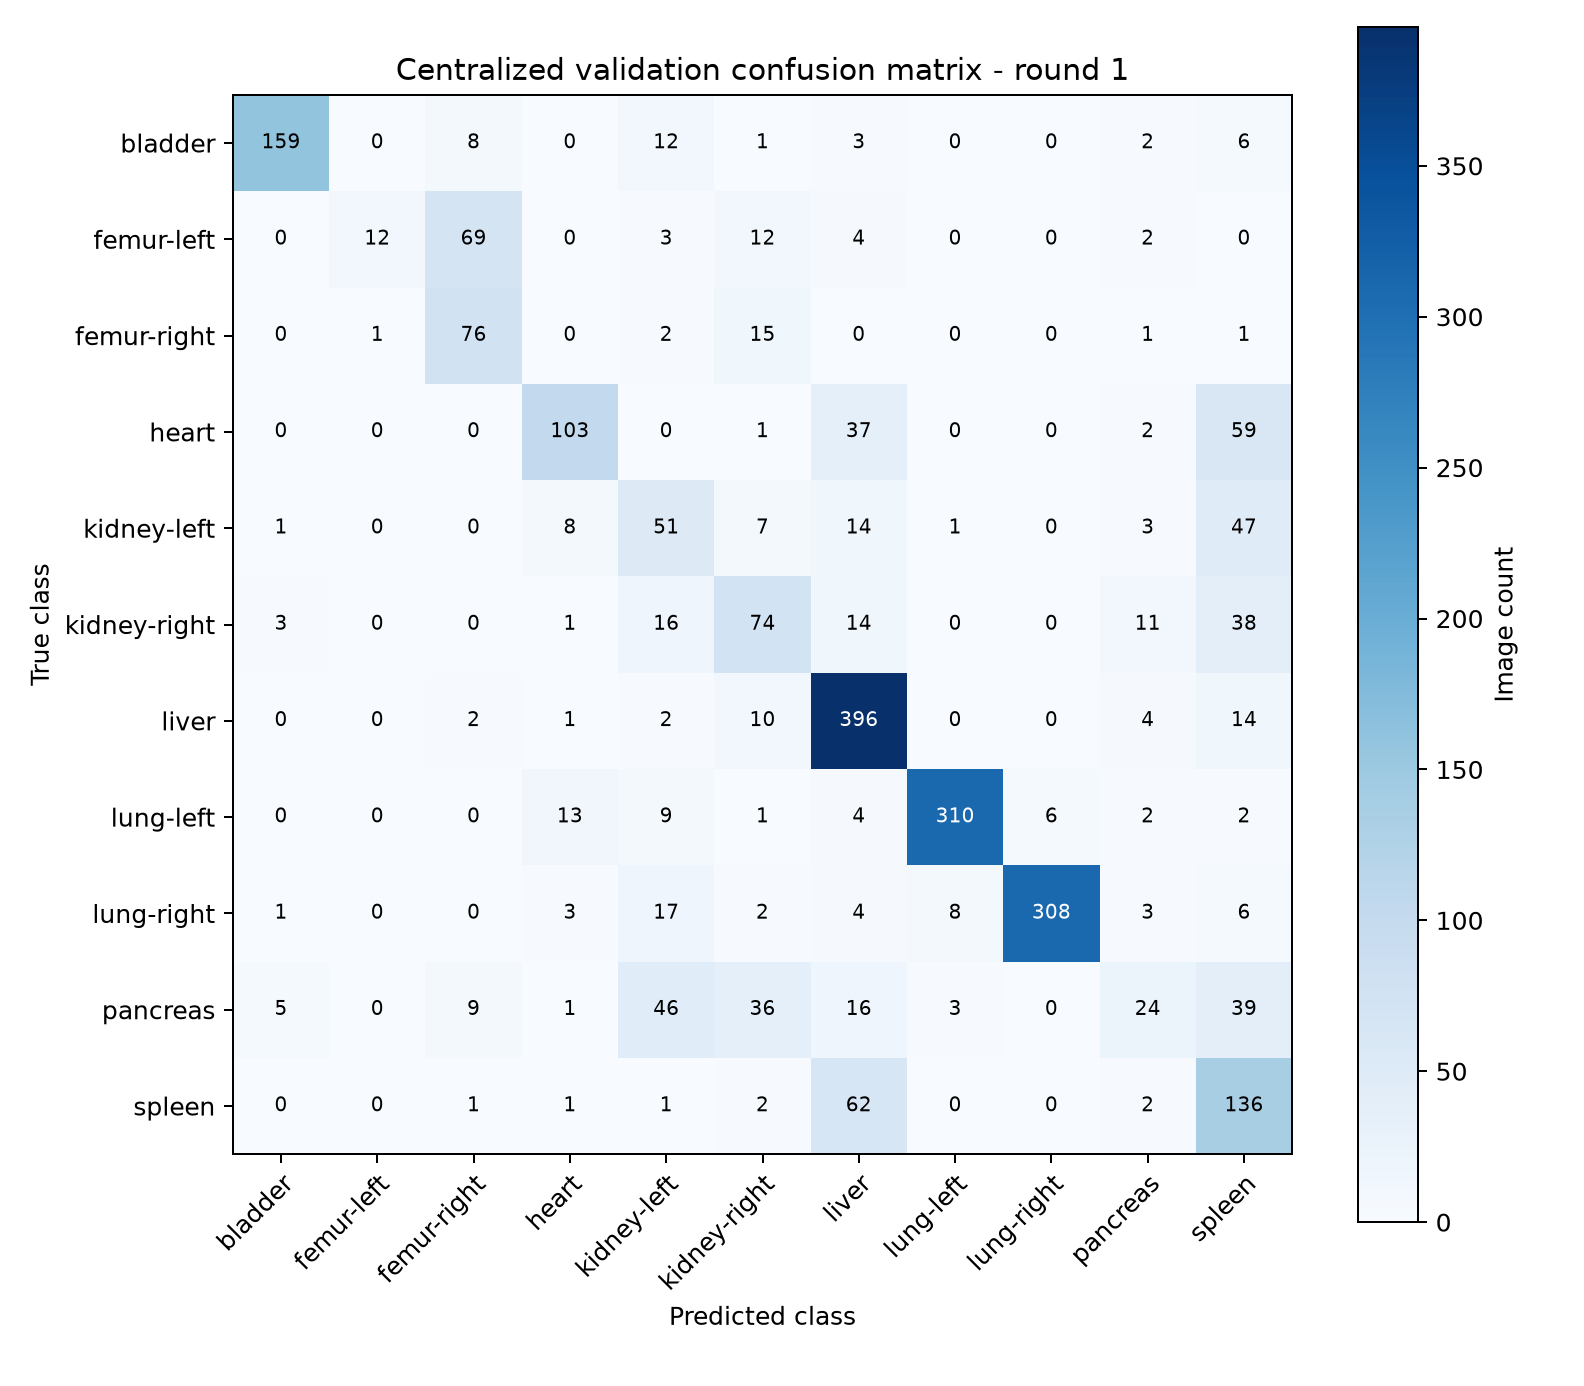 Centralized validation confusion matrix - round 1
bladder 159 0 8 0 12 1 3 0 0 2 6
femur-left 0 12 69 0 3 12 4 0 0 2 0
femur-right 0 1 76 0 2 15 0 0 0 1 1
heart 0 0 0 103 0 1 37 0 0 2 59
kidney-left 1 0 0 8 51 7 14 1 0 3 47
kidney-right 3 0 0 1 16 74 14 0 0 11 38
liver 0 0 2 1 2 10 396 0 0 4 14
lung-left 0 0 0 13 9 1 4 310 6 2 2
lung-right 1 0 0 3 17 2 4 8 308 3 6
pancreas 5 0 9 1 46 36 16 3 0 24 39
spleen 0 0 1 1 1 2 62 0 0 2 136
True class
bladder femur-left femur-right heart kidney-left kidney-right liver lung-left lung-right pancreas spleen
Predicted class
350
300
250
200
150
100
50
0
Image count